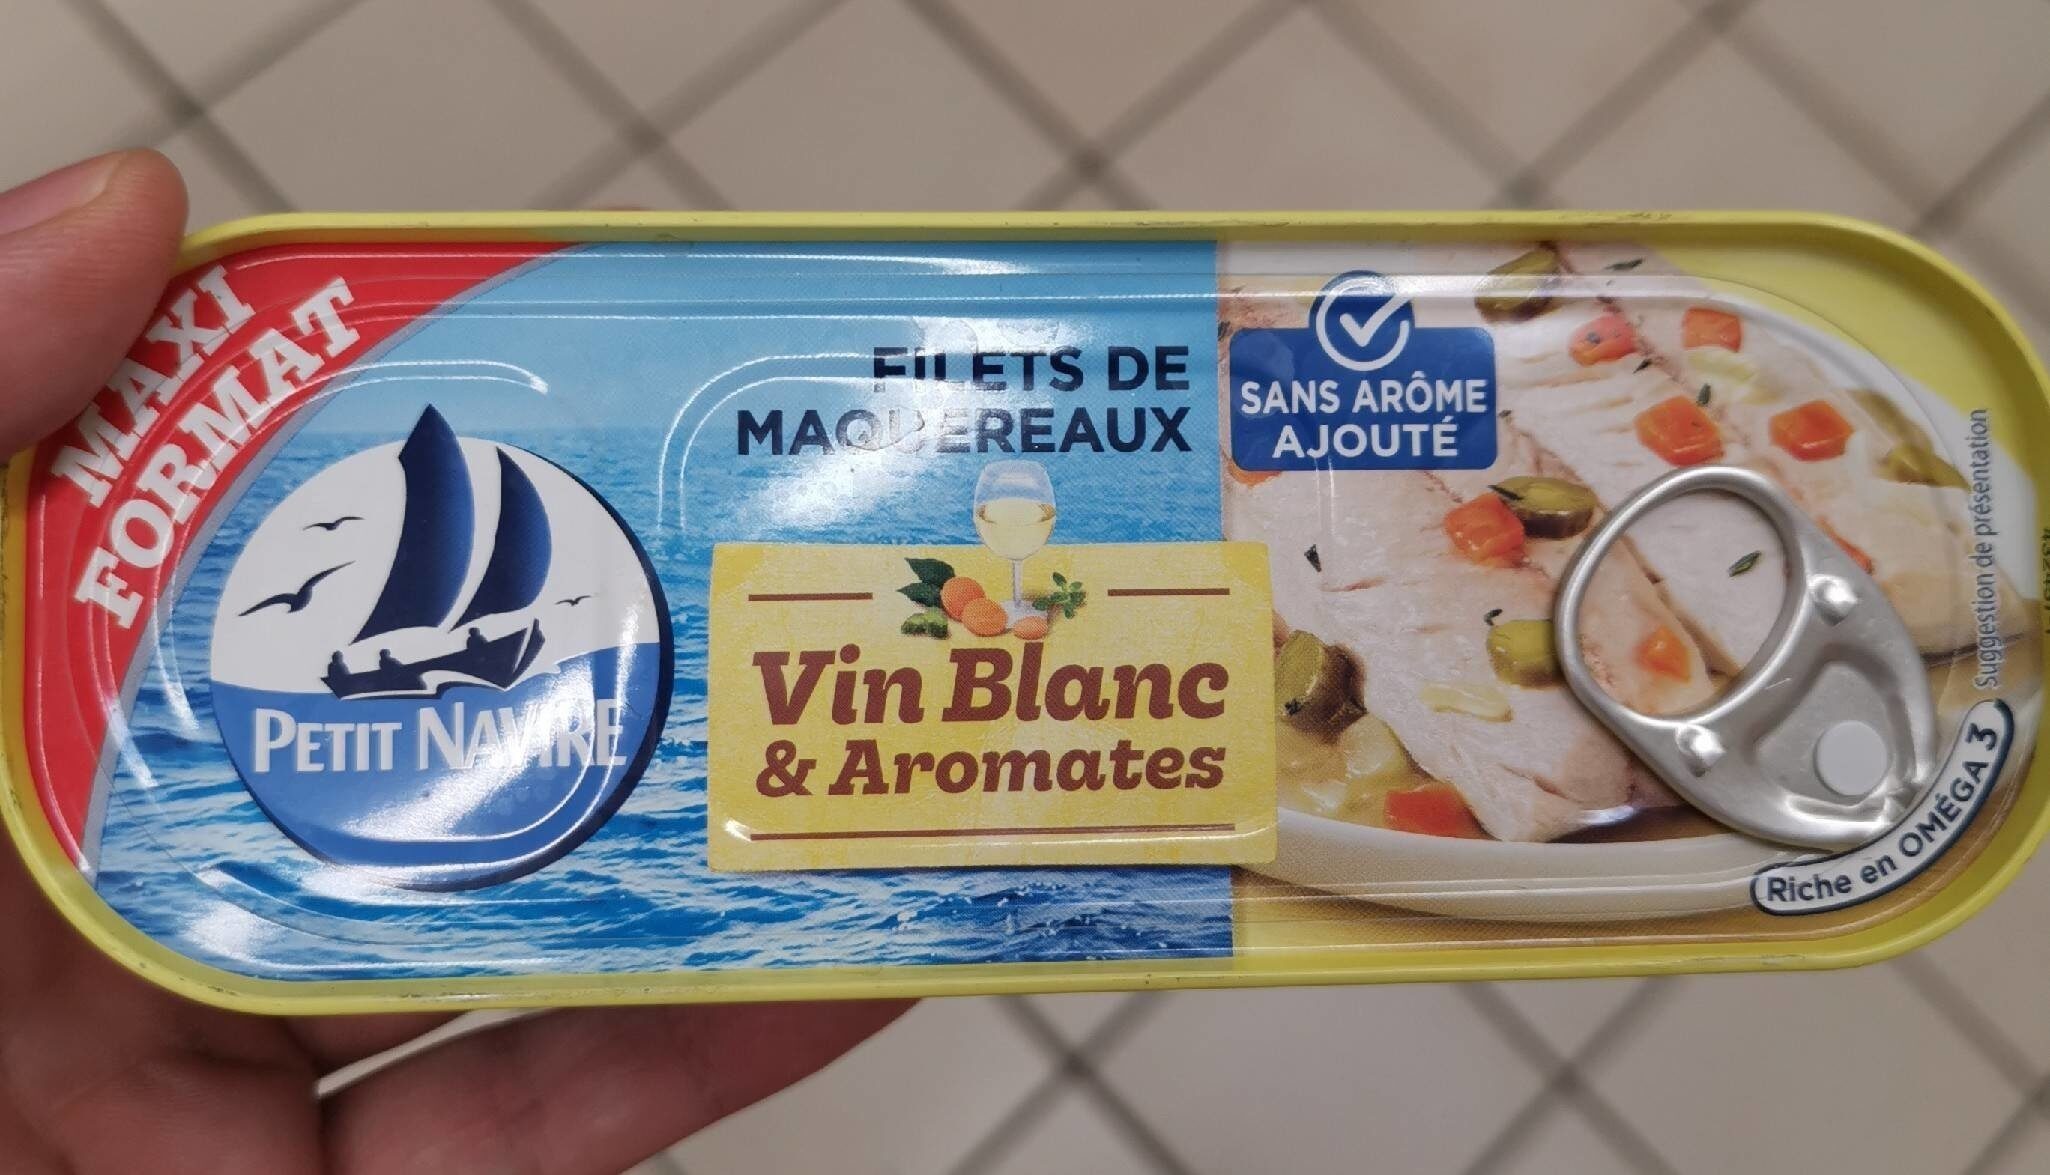 MAXI
FORMAT
PETIT NAVIRE
FILETS DE
MAQUEREAUX
Vin Blanc
& Aromates
SANS ARÔME
AJOUTÉ
Suggestion de présentation
Riche en OMÉGA 3